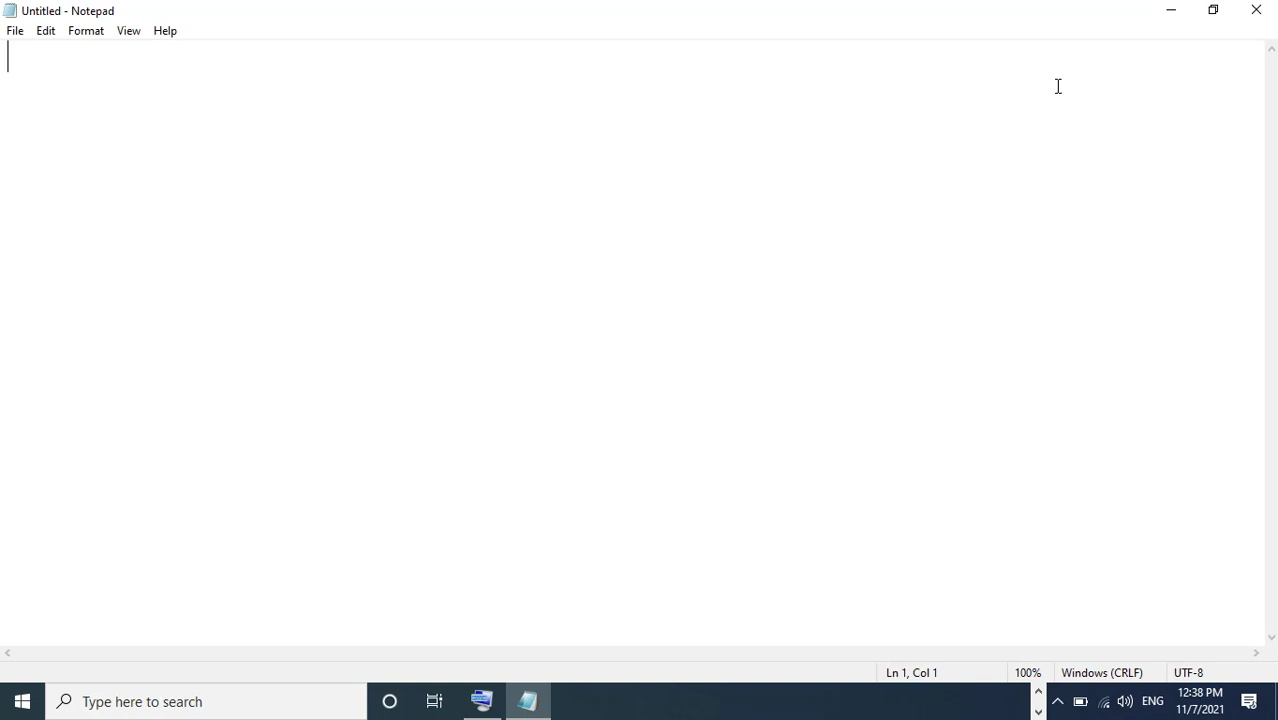 Untitled - Notepad
File Edit Format View Help
Ln 1, Col 1 100% Windows (CRLF) UTF-8
Type here to search
ENG
12:38 PM
11/7/2021